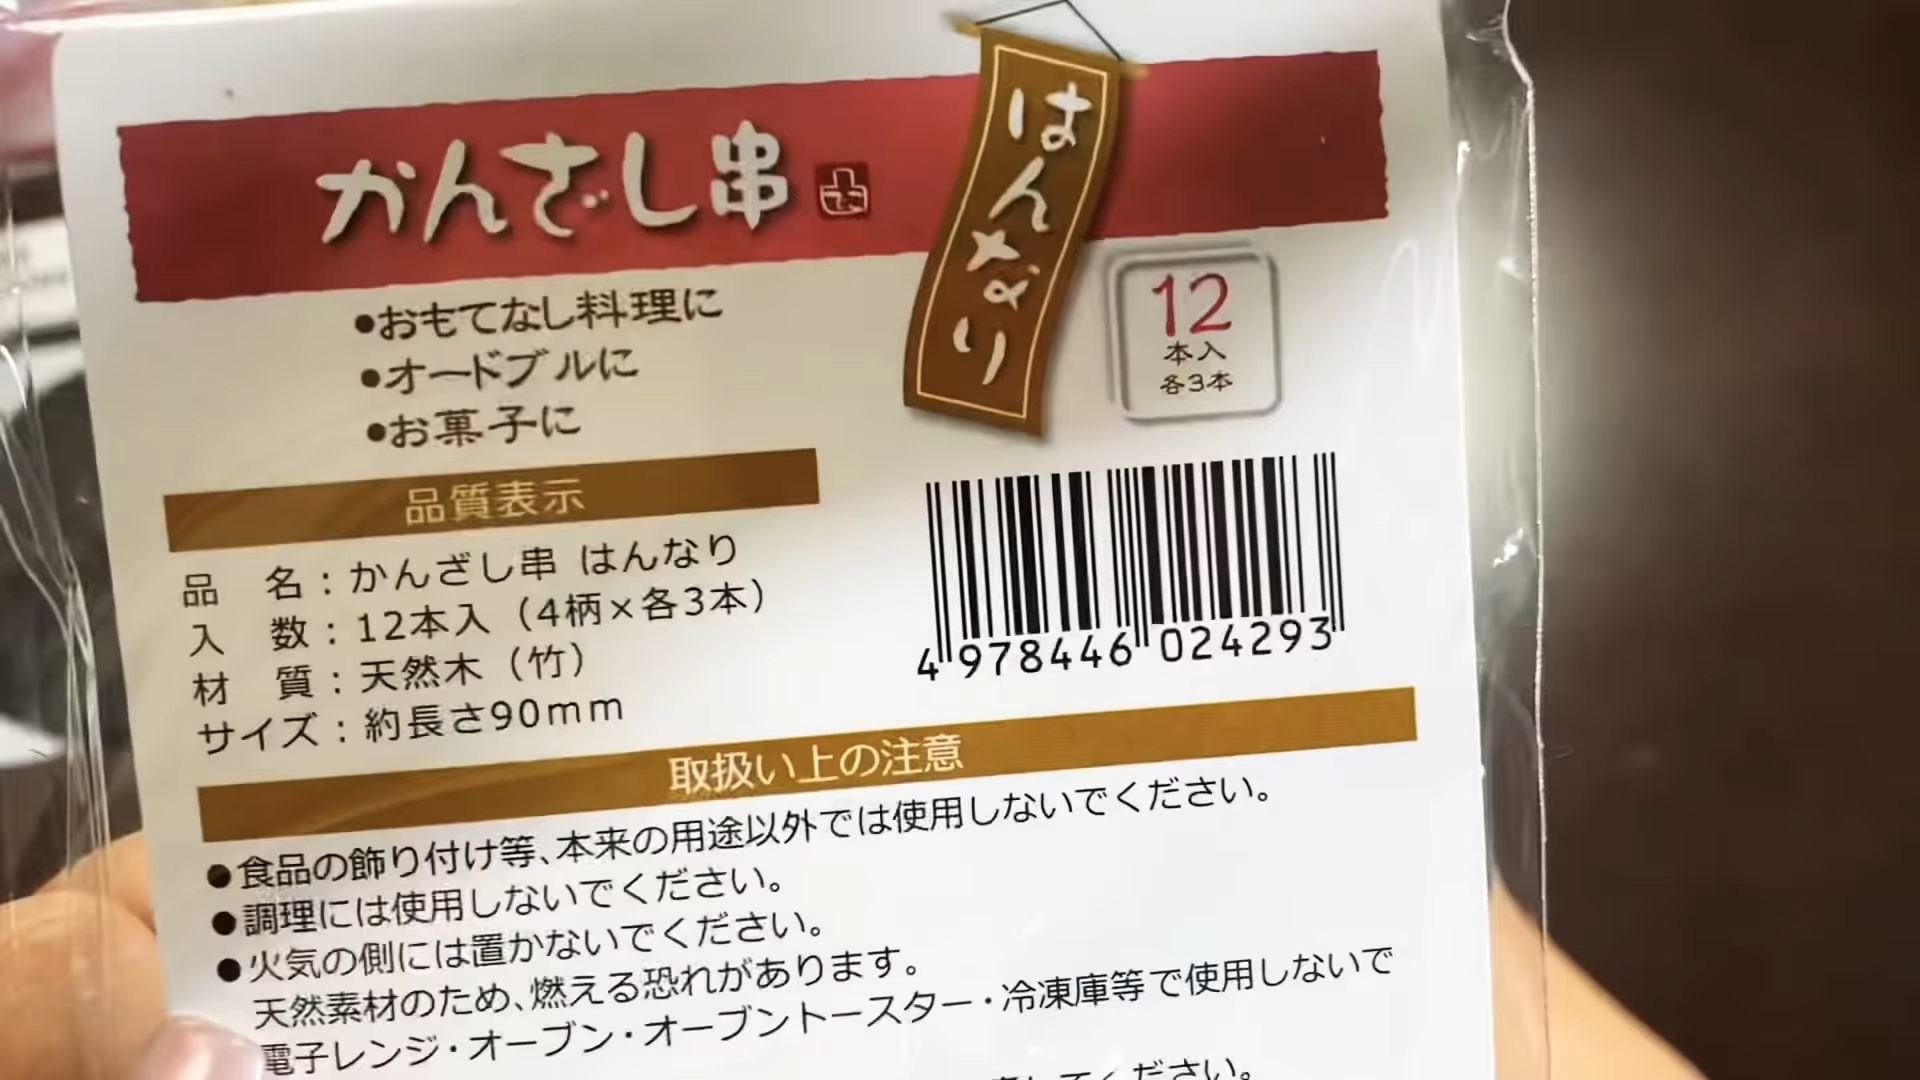 かんざし串
はんなり
12
本入
各3本
●おもてなし料理に
●オードブルに
●お菓子に
品質表示
品　名：かんざし串 はんなり
入　数：12本入（4柄×各3本）
材　質：天然木（竹）
サイズ：約長さ90mm
4 978446 024293
取扱い上の注意
●食品の飾り付け等、本来の用途以外では使用しないでください。
●調理には使用しないでください。
●火気の側には置かないでください。
天然素材のため、燃える恐れがあります。
電子レンジ・オーブン・オーブントースター・冷凍庫等で使用しないで
してください。